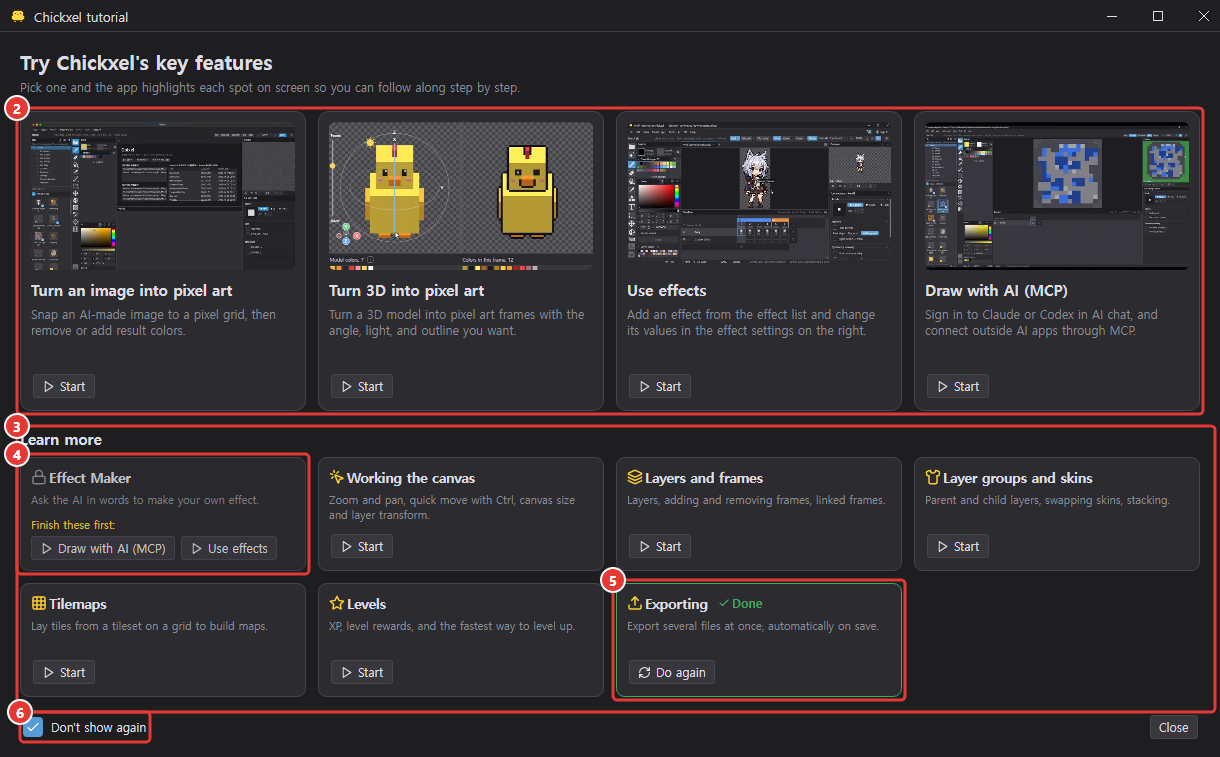 Chickxel tutorial
Try Chickxel's key features
Pick one and the app highlights each spot on screen so you can follow along step by step.
2
Model colors: 7
Colors in this frame: 12
Turn an image into pixel art
Snap an AI-made image to a pixel grid, then
remove or add result colors.
Start
Turn 3D into pixel art
Turn a 3D model into pixel art frames with the
angle, light, and outline you want.
Start
Use effects
Add an effect from the effect list and change
its values in the effect settings on the right.
Start
Draw with AI (MCP)
Sign in to Claude or Codex in AI chat, and
connect outside AI apps through MCP.
Start
3
Learn more
4
Effect Maker
Ask the AI in words to make your own effect.
Finish these first:
Draw with AI (MCP)
Use effects
Working the canvas
Zoom and pan, quick move with Ctrl, canvas size
and layer transform.
Start
Layers and frames
Layers, adding and removing frames, linked frames.
Start
Layer groups and skins
Parent and child layers, swapping skins, stacking.
Start
Tilemaps
Lay tiles from a tileset on a grid to build maps.
Start
Levels
XP, level rewards, and the fastest way to level up.
Start
5
Exporting
Done
Export several files at once, automatically on save.
Do again
6
Don't show again
Close